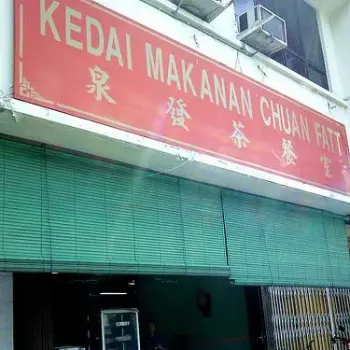 KEDAI MAKANAN CHUAN FATT
泉發茶餐室